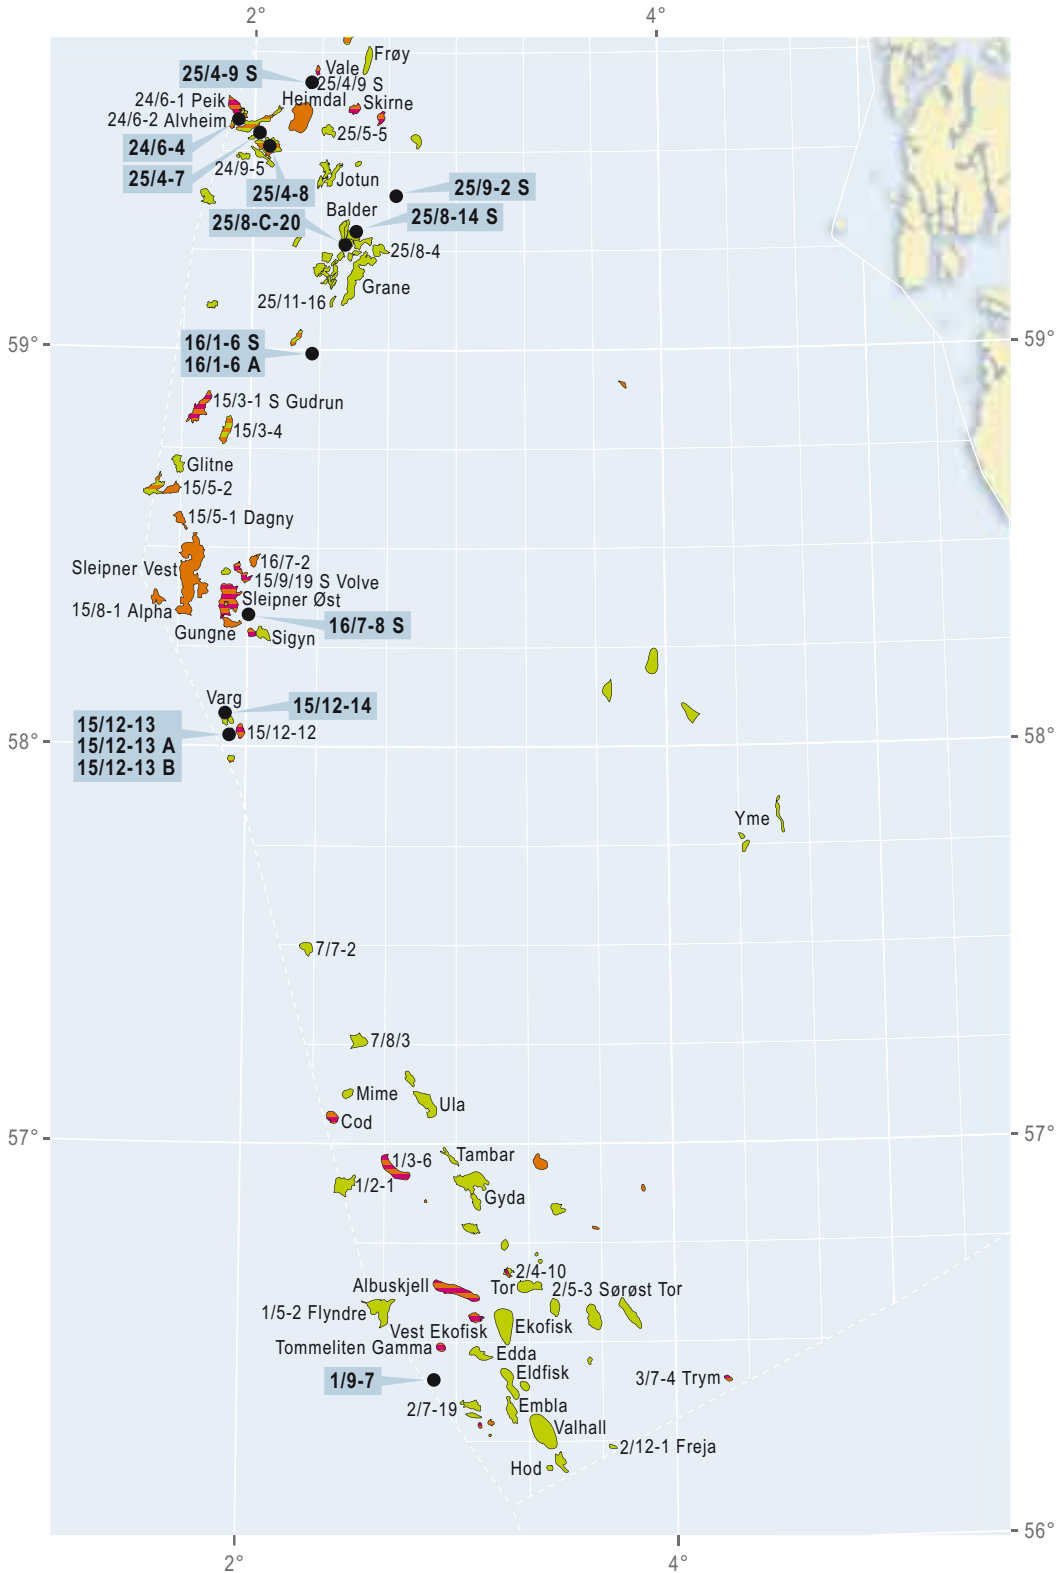 2°
4°
Frøy
Vale
25/4-9 S
25/4/9 S
24/6-1 Peik
Heimdal
Skirne
24/6-2 Alvheim
25/5-5
24/6-4
24/9-5
25/4-7
Jotun
25/9-2 S
25/4-8
Balder
25/8-14 S
25/8-C-20
25/8-4
Grane
25/11-16
59°
59°
16/1-6 S
16/1-6 A
15/3-1 S Gudrun
15/3-4
Glitne
15/5-2
15/5-1 Dagny
16/7-2
Sleipner Vest
15/9/19 S Volve
Sleipner Øst
15/8-1 Alpha
16/7-8 S
Gungne
Sigyn
Varg
15/12-14
15/12-13
15/12-13 A
15/12-13 B
15/12-12
58°
58°
Yme
7/7-2
7/8/3
Mime
Ula
Cod
57°
57°
Tambar
1/3-6
1/2-1
Gyda
2/4-10
Albuskjell
Tor
2/5-3 Sørøst Tor
1/5-2 Flyndre
Ekofisk
Vest Ekofisk
Tommeliten Gamma
Edda
Eldfisk
1/9-7
3/7-4 Trym
2/7-19
Embla
Valhall
2/12-1 Freja
Hod
56°
2°
4°